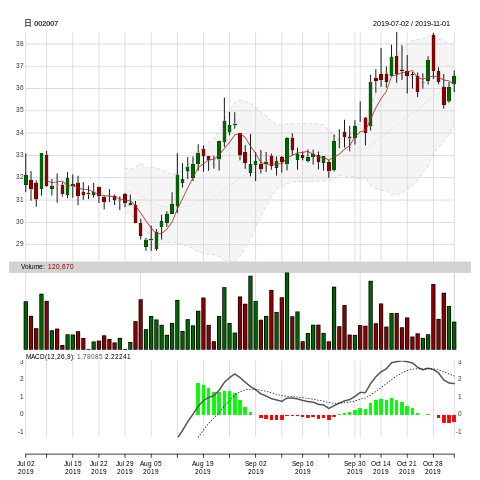 日 002007
2019-07-02 / 2019-11-01
38
37
36
35
34
33
32
31
30
29
Volume: 120,670
MACD(12,26,9): 1.78085 2.22241
3 3
2 2
1 1
0 0
-1 -1
Jul 02 Jul 15 Jul 22 Jul 29 Aug 05 Aug 19 Sep 02 Sep 16 Sep 30 Oct 14 Oct 21 Oct 28
2019 2019 2019 2019 2019 2019 2019 2019 2019 2019 2019 2019